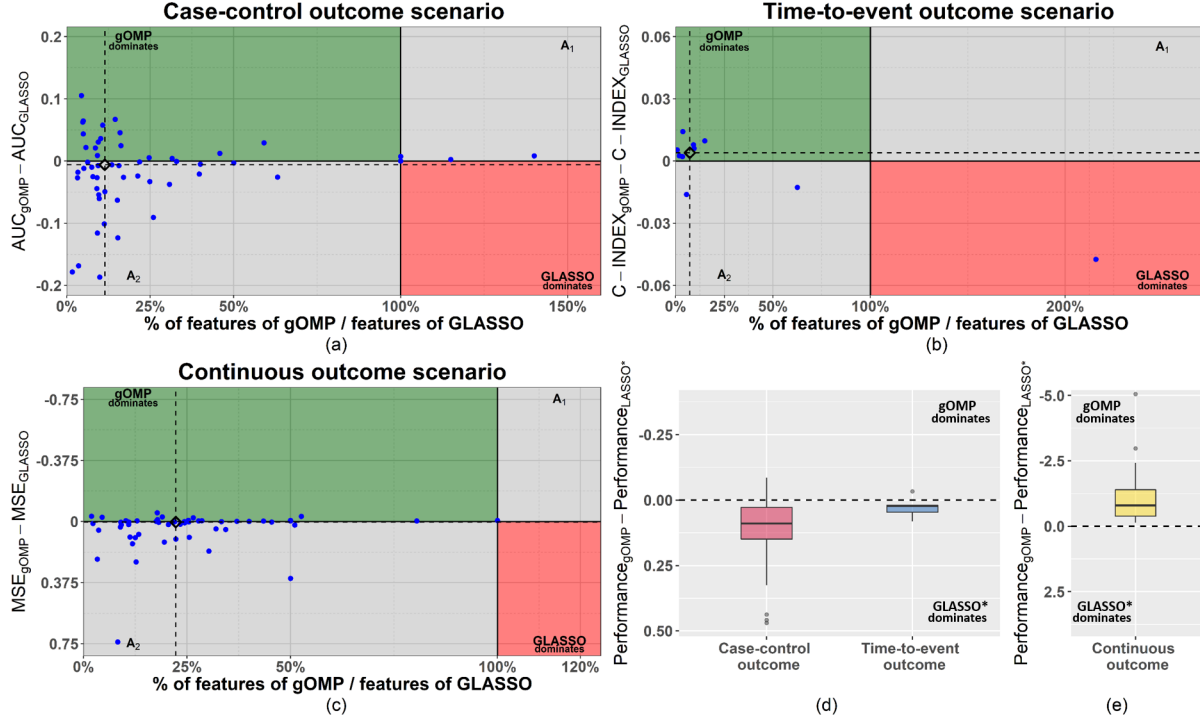 Case-control outcome scenario
0.2
0.1
0
-0.1
-0.2
AUCgOMP – AUCGLASSO
gOMP
dominates
A1
A2
GLASSO
dominates
0% 25% 50% 100% 150%
% of features of gOMP / features of GLASSO
(a)
Time-to-event outcome scenario
0.06
0.03
0
-0.03
-0.06
C – INDEXgOMP – C – INDEXGLASSO
gOMP
dominates
A1
A2
GLASSO
dominates
0% 25% 50% 100% 200%
% of features of gOMP / features of GLASSO
(b)
Continuous outcome scenario
-0.75
-0.375
0
0.375
0.75
MSEgOMP – MSEGLASSO
gOMP
dominates
A1
A2
GLASSO
dominates
0% 25% 50% 100% 120%
% of features of gOMP / features of GLASSO
(c)
-0.25
0.00
0.25
0.50
PerformancegOMP – PerformanceLASSO*
gOMP
dominates
GLASSO*
dominates
Case-control
outcome
Time-to-event
outcome
(d)
-5.0
-2.5
0.0
2.5
PerformancegOMP – PerformanceLASSO*
gOMP
dominates
GLASSO*
dominates
Continuous
outcome
(e)